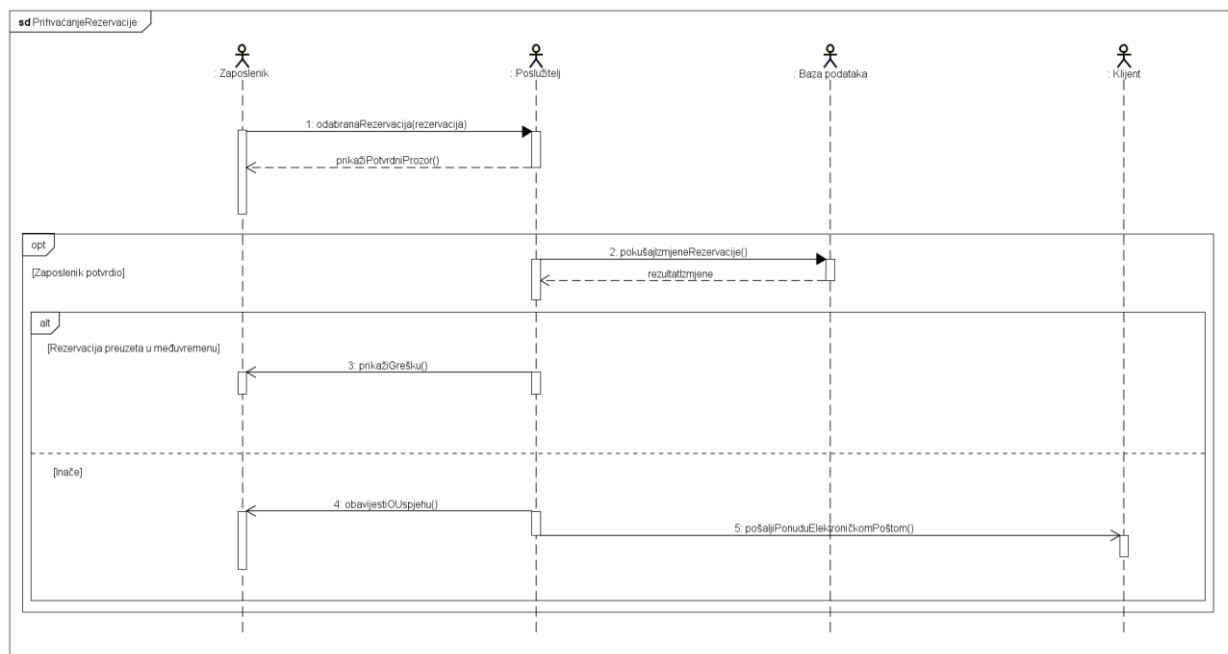 sd PrihvaćanjeRezervacije
: Zaposlenik
: Poslužitelj
: Baza podataka
: Klijent
1: odabranaRezervacija(rezervacija)
prikažiPotvrdniProzor()
opt
2: pokušajIzmjeneRezervacije()
[Zaposlenik potvrdio]
rezultatIzmjene
alt
[Rezervacija preuzeta u međuvremenu]
3: prikažiGrešku()
[Inače]
4: obavijestiOUspjehu()
5: pošaljiPonuduElektroničkomPoštom()